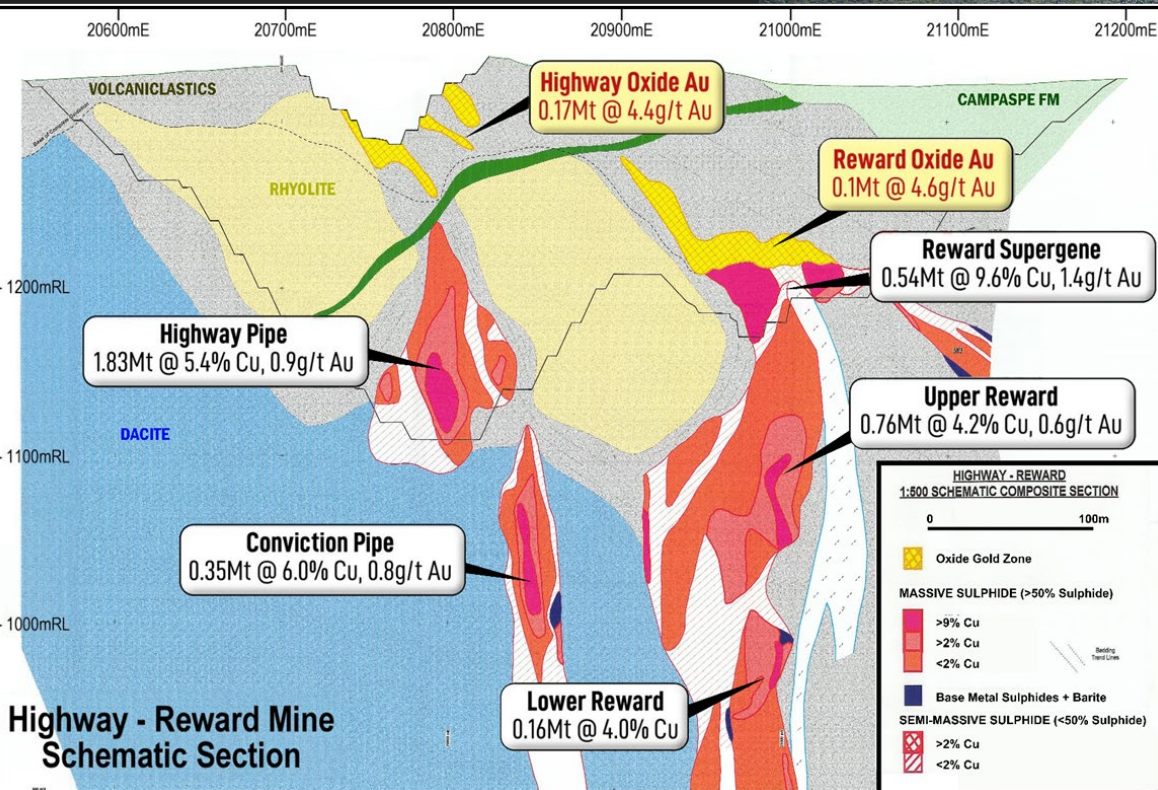 20600mE
20700mE
20800mE
20900mE
21000mE
21100mE
21200mE
VOLCANICLASTICS
Highway Oxide Au
0.17Mt @ 4.4g/t Au
CAMPASPE FM
Base of Complete Oxidation
RHYOLITE
Reward Oxide Au
0.1Mt @ 4.6g/t Au
Reward Supergene
0.54Mt @ 9.6% Cu, 1.4g/t Au
1200mRL
Highway Pipe
1.83Mt @ 5.4% Cu, 0.9g/t Au
Upper Reward
0.76Mt @ 4.2% Cu, 0.6g/t Au
DACITE
1100mRL
Conviction Pipe
0.35Mt @ 6.0% Cu, 0.8g/t Au
1000mRL
Lower Reward
0.16Mt @ 4.0% Cu
Highway - Reward Mine
Schematic Section
HIGHWAY - REWARD
1:500 SCHEMATIC COMPOSITE SECTION
0 100m
Oxide Gold Zone
MASSIVE SULPHIDE (>50% Sulphide)
>9% Cu
>2% Cu
<2% Cu
Bedding
Trend Lines
Base Metal Sulphides + Barite
SEMI-MASSIVE SULPHIDE (<50% Sulphide)
>2% Cu
<2% Cu